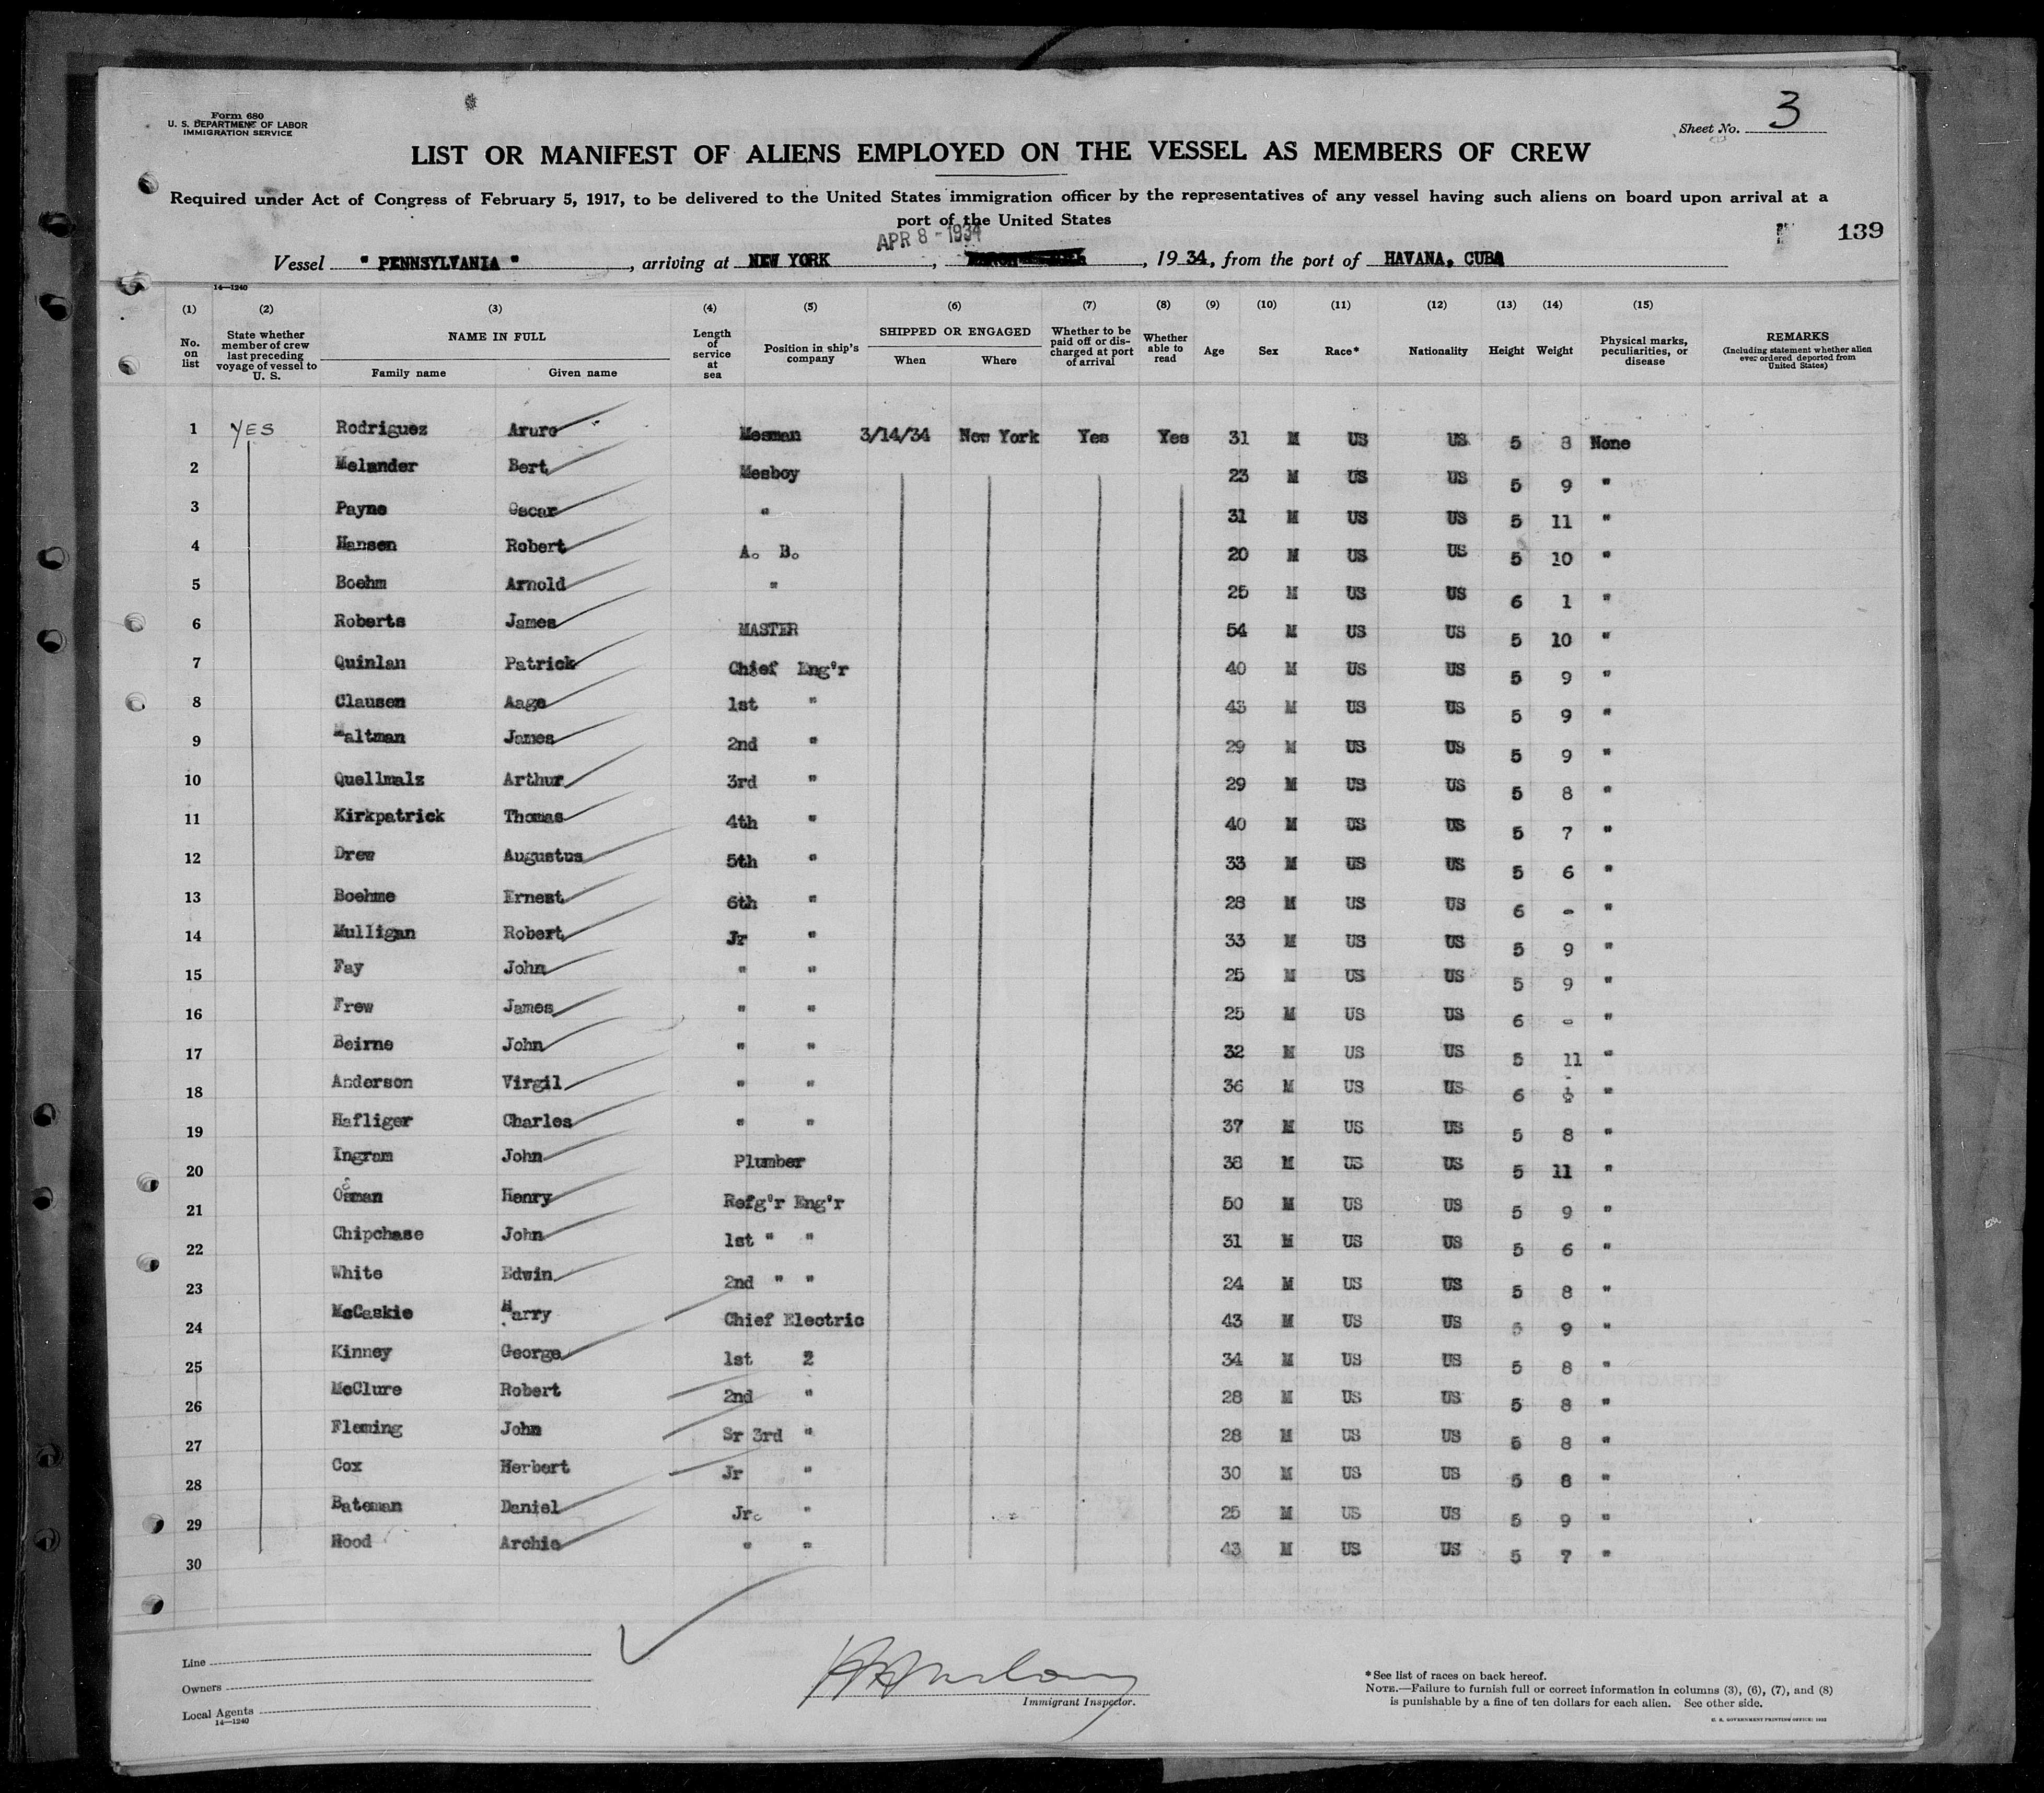 Form 680
U. S. DEPARTMENT OF LABOR
IMMIGRATION SERVICE
Sheet No. 3
LIST OR MANIFEST OF ALIENS EMPLOYED ON THE VESSEL AS MEMBERS OF CREW
Required under Act of Congress of February 5, 1917, to be delivered to the United States immigration officer by the representatives of any vessel having such aliens on board upon arrival at a
port of the United States
APR 8 - 1934
139
Vessel " PENNSYLVANIA " , arriving at NEW YORK , , 1934, from the port of HAVANA, CUBA
14—1240
(1) (2) (3) (4) (5) (6) (7) (8) (9) (10) (11) (12) (13) (14) (15)
No. on list State whether member of crew last preceding voyage of vessel to U. S. NAME IN FULL Family name Given name Length of service at sea Position in ship's company SHIPPED OR ENGAGED When Where Whether to be paid off or discharged at port of arrival Whether able to read Age Sex Race* Nationality Height Weight Physical marks, peculiarities, or disease REMARKS (Including statement whether alien ever ordered deported from United States)
1 YES Rodriguez Aruro Mesman 3/14/34 New York Yes Yes 31 M US US 5 8 None
2 Melander Bert Mesboy 23 M US US 5 9 "
3 Payne Oscar " 31 M US US 5 11 "
4 Hansen Robert A. B. 20 M US US 5 10 "
5 Boehm Arnold " 25 M US US 6 1 "
6 Roberts James MASTER 54 M US US 5 10 "
7 Quinlan Patrick Chief Eng'r 40 M US US 5 9 "
8 Clausen Aage 1st " 43 M US US 5 9 "
9 Maltman James 2nd " 29 M US US 5 9 "
10 Quellmalz Arthur 3rd " 29 M US US 5 8 "
11 Kirkpatrick Thomas 4th " 40 M US US 5 7 "
12 Drew Augustus 5th " 33 M US US 5 6 "
13 Boehme Ernest 6th " 28 M US US 6 - "
14 Mulligan Robert Jr " 33 M US US 5 9 "
15 Fay John " " 25 M US US 5 9 "
16 Frew James " " 25 M US US 6 - "
17 Beirne John " " 32 M US US 5 11 "
18 Anderson Virgil " " 36 M US US 6 "
19 Hafliger Charles " " 37 M US US 5 8 "
20 Ingram John Plumber 38 M US US 5 11 "
21 Osman Henry Refg'r Eng'r 50 M US US 5 9 "
22 Chipchase John 1st " " 31 M US US 5 6 "
23 White Edwin 2nd " " 24 M US US 5 8 "
24 McCaskie Harry Chief Electric 43 M US US 5 9 "
25 Kinney George 1st 2 34 M US US 5 8 "
26 McClure Robert 2nd " 28 M US US 5 8 "
27 Fleming John Sr 3rd " 28 M US US 5 8 "
28 Cox Herbert Jr " 30 M US US 5 8 "
29 Bateman Daniel Jr. " 25 M US US 5 9 "
30 Hood Archie " " 43 M US US 5 7 "
Line
Owners
Local Agents
14—1240
Immigrant Inspector.
*See list of races on back hereof.
NOTE.—Failure to furnish full or correct information in columns (3), (6), (7), and (8)
is punishable by a fine of ten dollars for each alien. See other side.
U. S. GOVERNMENT PRINTING OFFICE: 1932